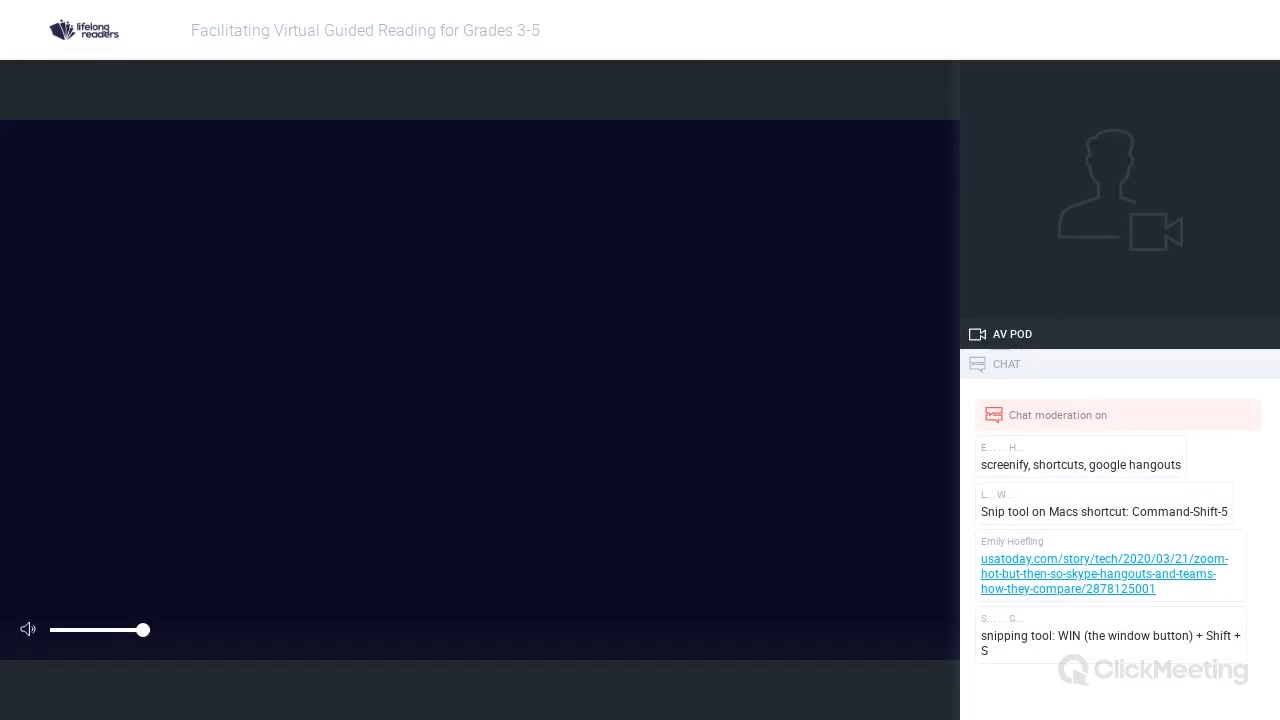 lifelong
readers
Facilitating Virtual Guided Reading for Grades 3-5
AV POD
CHAT
Chat moderation on
E... ... H...
screenify, shortcuts, google hangouts
L... W...
Snip tool on Macs shortcut: Command-Shift-5
Emily Hoefling
usatoday.com/story/tech/2020/03/21/zoom-
hot-but-then-so-skype-hangouts-and-teams-
how-they-compare/2878125001
S... ... G...
snipping tool: WIN (the window button) + Shift +
S
ClickMeeting